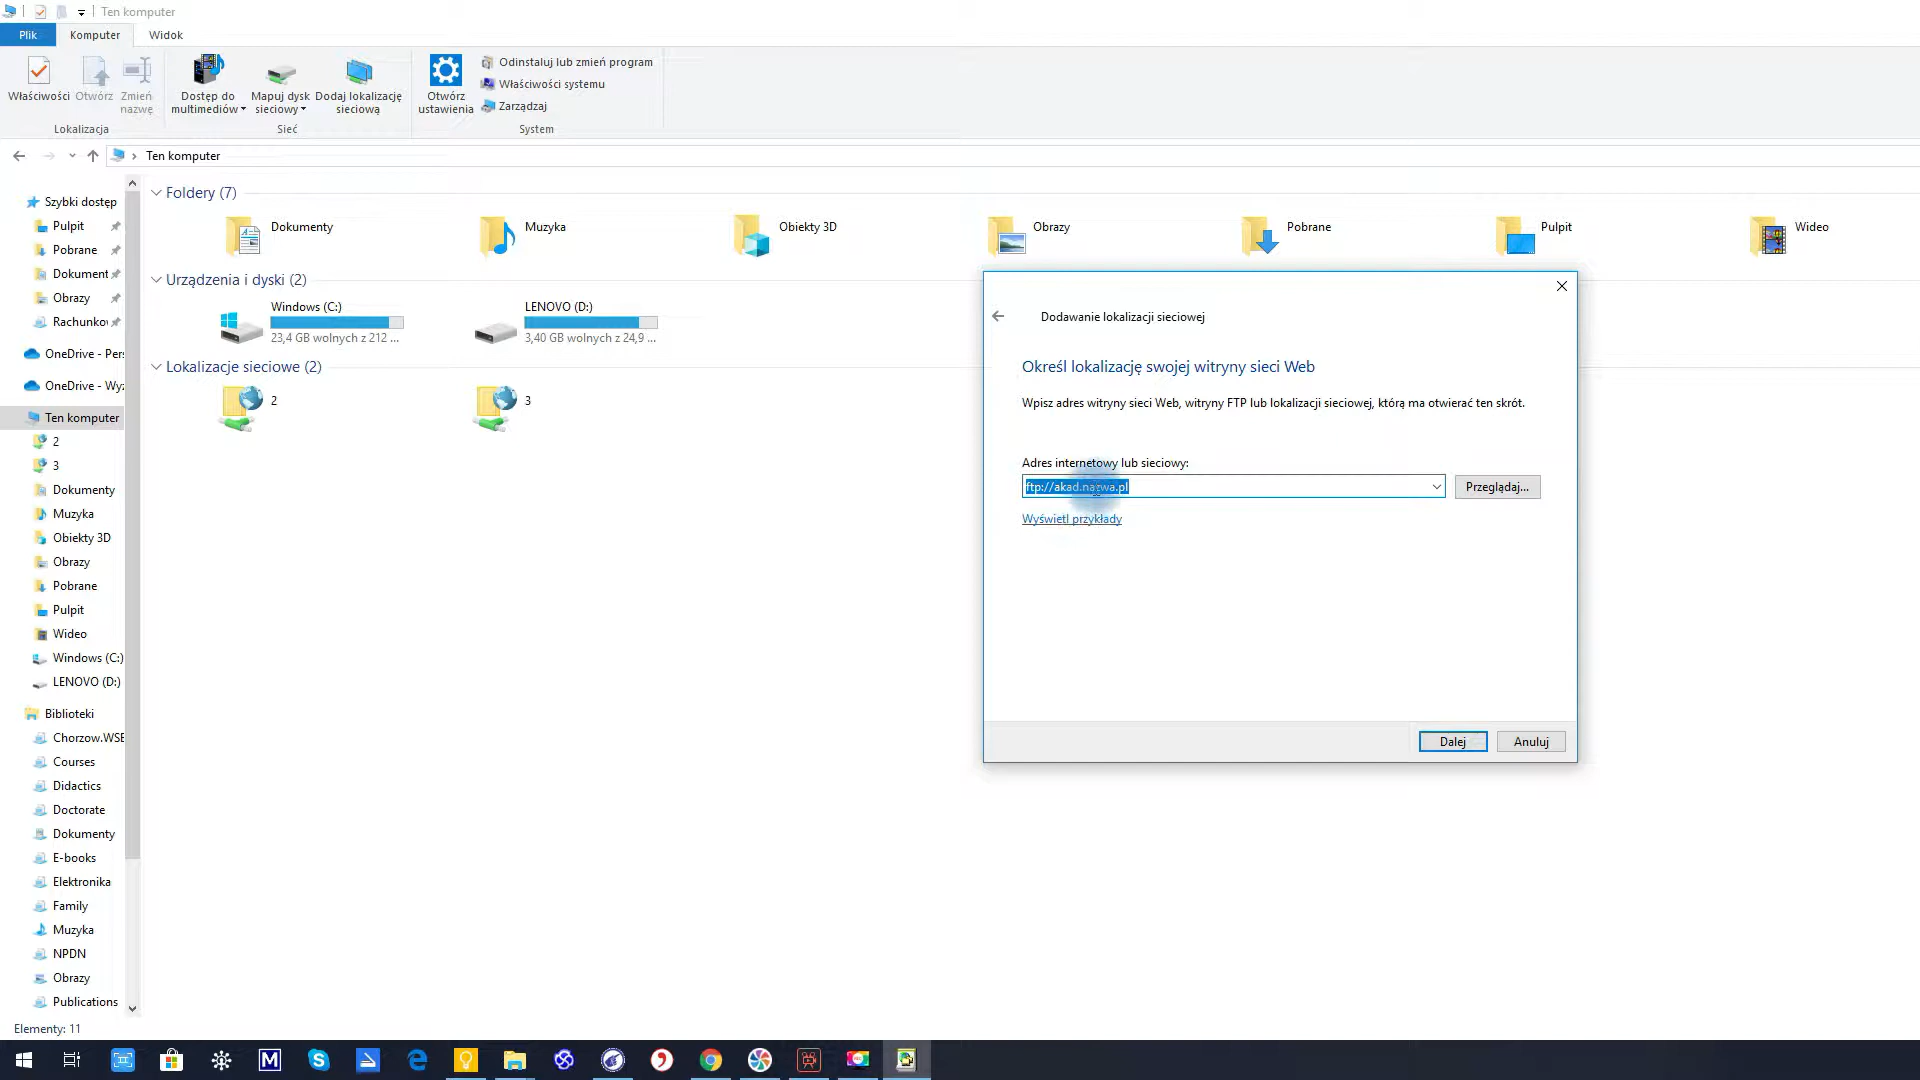 Ten komputer
Plik
Komputer
Widok
Właściwości
Otwórz
Zmień
nazwę
Lokalizacja
Dostęp do
multimediów
Mapuj dysk
sieciowy
Dodaj lokalizację
sieciową
Sieć
Otwórz
ustawienia
Odinstaluj lub zmień program
Właściwości systemu
Zarządzaj
System
Ten komputer
Szybki dostęp
Pulpit
Pobrane
Dokument
Obrazy
Rachunko
OneDrive - Per
OneDrive - Wyż
Ten komputer
2
3
Dokumenty
Muzyka
Obiekty 3D
Obrazy
Pobrane
Pulpit
Wideo
Windows (C:)
LENOVO (D:)
Biblioteki
Chorzow.WSB
Courses
Didactics
Doctorate
Dokumenty
E-books
Elektronika
Family
Muzyka
NPDN
Obrazy
Publications
Elementy: 11
Foldery (7)
Dokumenty
Muzyka
Obiekty 3D
Obrazy
Pobrane
Pulpit
Wideo
Urządzenia i dyski (2)
Windows (C:)
23,4 GB wolnych z 212 ...
LENOVO (D:)
3,40 GB wolnych z 24,9 ...
Lokalizacje sieciowe (2)
2
3
Dodawanie lokalizacji sieciowej
Określ lokalizację swojej witryny sieci Web
Wpisz adres witryny sieci Web, witryny FTP lub lokalizacji sieciowej, którą ma otwierać ten skrót.
Adres internetowy lub sieciowy:
ftp://akad.nazwa.pl
Przeglądaj...
Wyświetl przykłady
Dalej
Anuluj